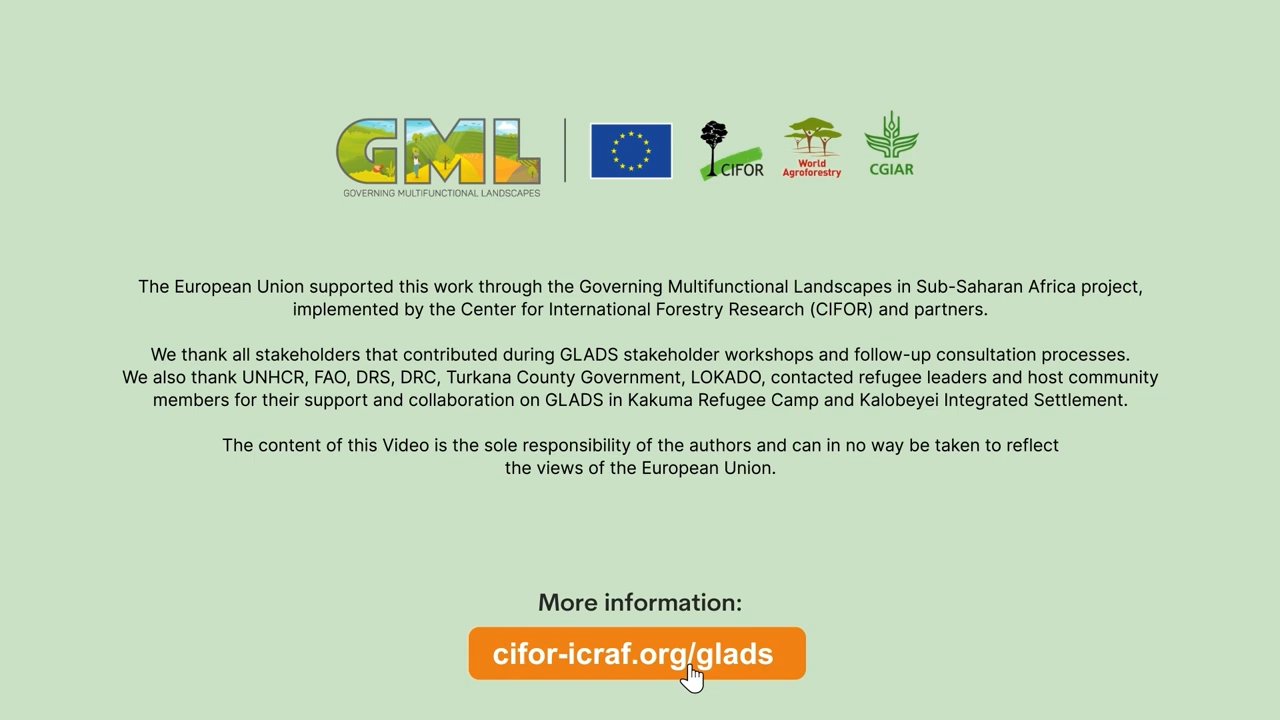 GML
GOVERNING MULTIFUNCTIONAL LANDSCAPES
CIFOR
World
Agroforestry
CGIAR
The European Union supported this work through the Governing Multifunctional Landscapes in Sub-Saharan Africa project,
implemented by the Center for International Forestry Research (CIFOR) and partners.
We thank all stakeholders that contributed during GLADS stakeholder workshops and follow-up consultation processes.
We also thank UNHCR, FAO, DRS, DRC, Turkana County Government, LOKADO, contacted refugee leaders and host community
members for their support and collaboration on GLADS in Kakuma Refugee Camp and Kalobeyei Integrated Settlement.
The content of this Video is the sole responsibility of the authors and can in no way be taken to reflect
the views of the European Union.
More information:
cifor-icraf.org/glads